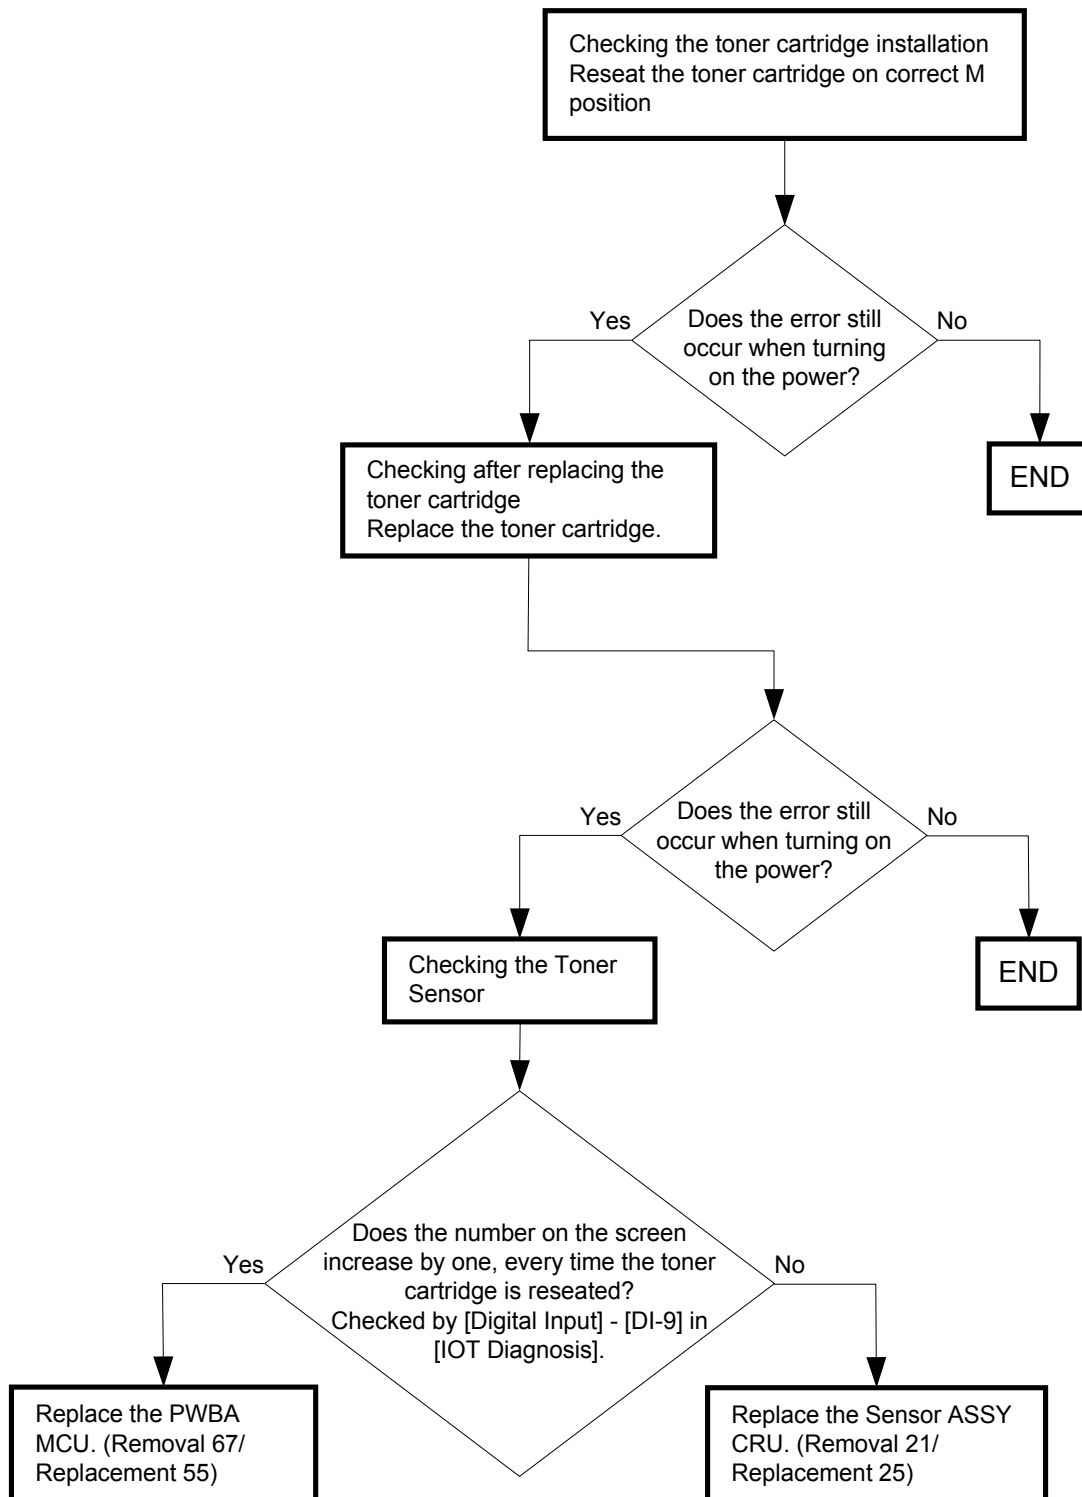 Checking the toner cartridge installation
Reseat the toner cartridge on correct M
position
Yes
Does the error still
occur when turning
on the power?
No
END
Checking after replacing the
toner cartridge
Replace the toner cartridge.
Yes
Does the error still
occur when turning on
the power?
No
END
Checking the Toner
Sensor
Yes
Does the number on the screen
increase by one, every time the toner
cartridge is reseated?
Checked by [Digital Input] - [DI-9] in
[IOT Diagnosis].
No
Replace the PWBA
MCU. (Removal 67/
Replacement 55)
Replace the Sensor ASSY
CRU. (Removal 21/
Replacement 25)